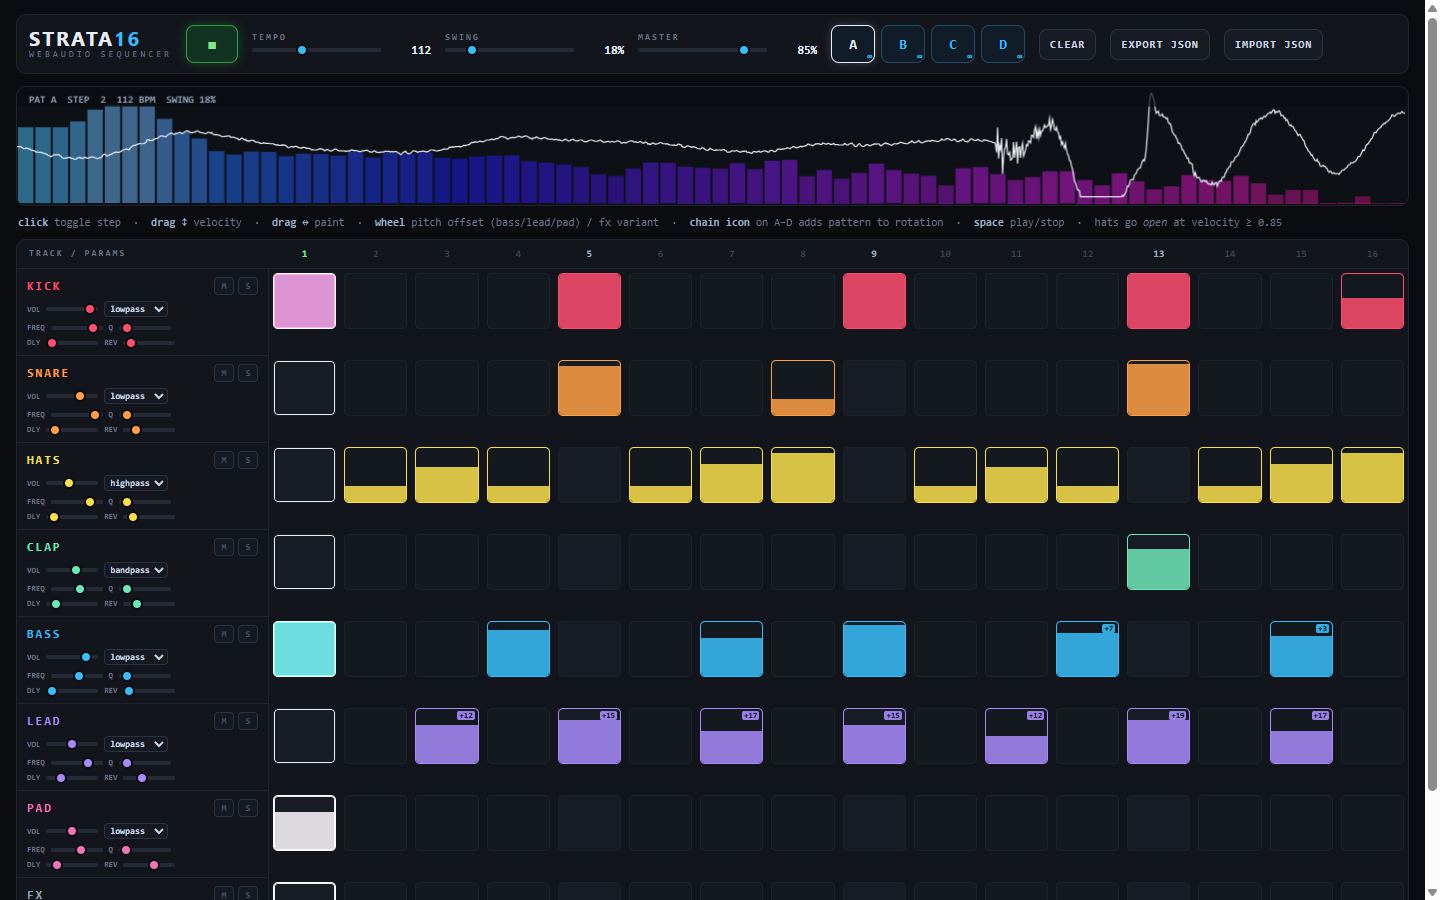 STRATA16
WEBAUDIO SEQUENCER
TEMPO 112
SWING 18%
MASTER 85%
A ∞
B ∞
C ∞
D ∞
CLEAR
EXPORT JSON
IMPORT JSON
PAT A STEP 2 112 BPM SWING 18%
click toggle step · drag ↕ velocity · drag ↔ paint · wheel pitch offset (bass/lead/pad) / fx variant · chain icon on A–D adds pattern to rotation · space play/stop · hats go open at velocity ≥ 0.85
TRACK / PARAMS 1 2 3 4 5 6 7 8 9 10 11 12 13 14 15 16
KICK M S
VOL lowpass
FREQ Q
DLY REV
SNARE M S
VOL lowpass
FREQ Q
DLY REV
HATS M S
VOL highpass
FREQ Q
DLY REV
CLAP M S
VOL bandpass
FREQ Q
DLY REV
BASS M S +7 +3
VOL lowpass
FREQ Q
DLY REV
LEAD M S +12 +15 +17 +15 +12 +19 +17
VOL lowpass
FREQ Q
DLY REV
PAD M S
VOL lowpass
FREQ Q
DLY REV
FX M S